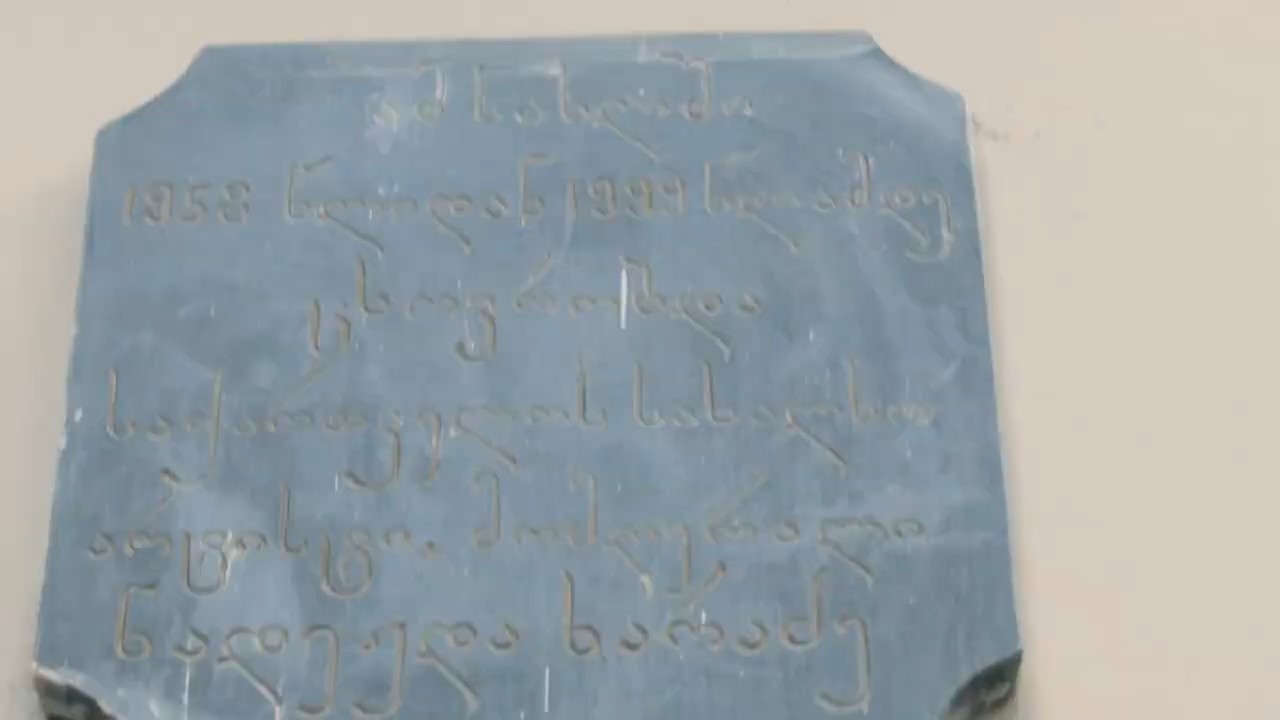 ამ სახლში
1958 წლიდან 1999 წლამდე
ცხოვრობდა
საქართველოს სახალხო
არტისტი, მომღერალი
ნადეჟდა ხარაძე